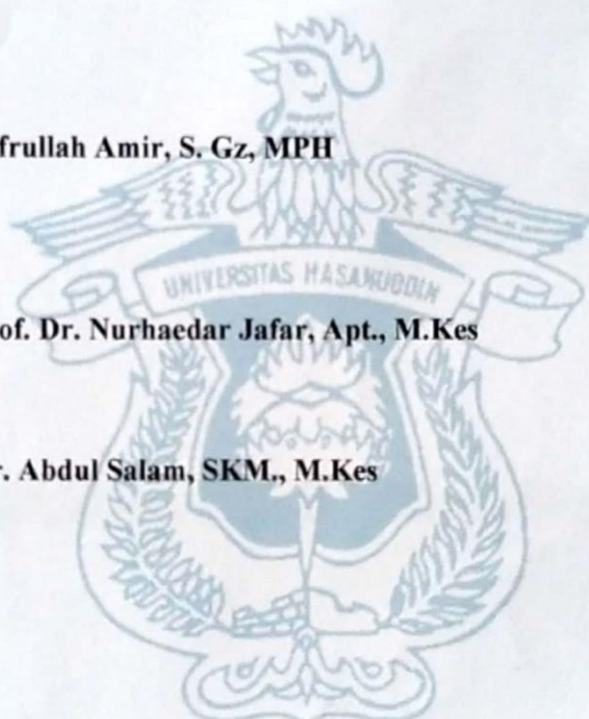 frullah Amir, S. Gz, MPH
UNIVERSITAS HASANUDDIN
of. Dr. Nurhaedar Jafar, Apt., M.Kes
. Abdul Salam, SKM., M.Kes